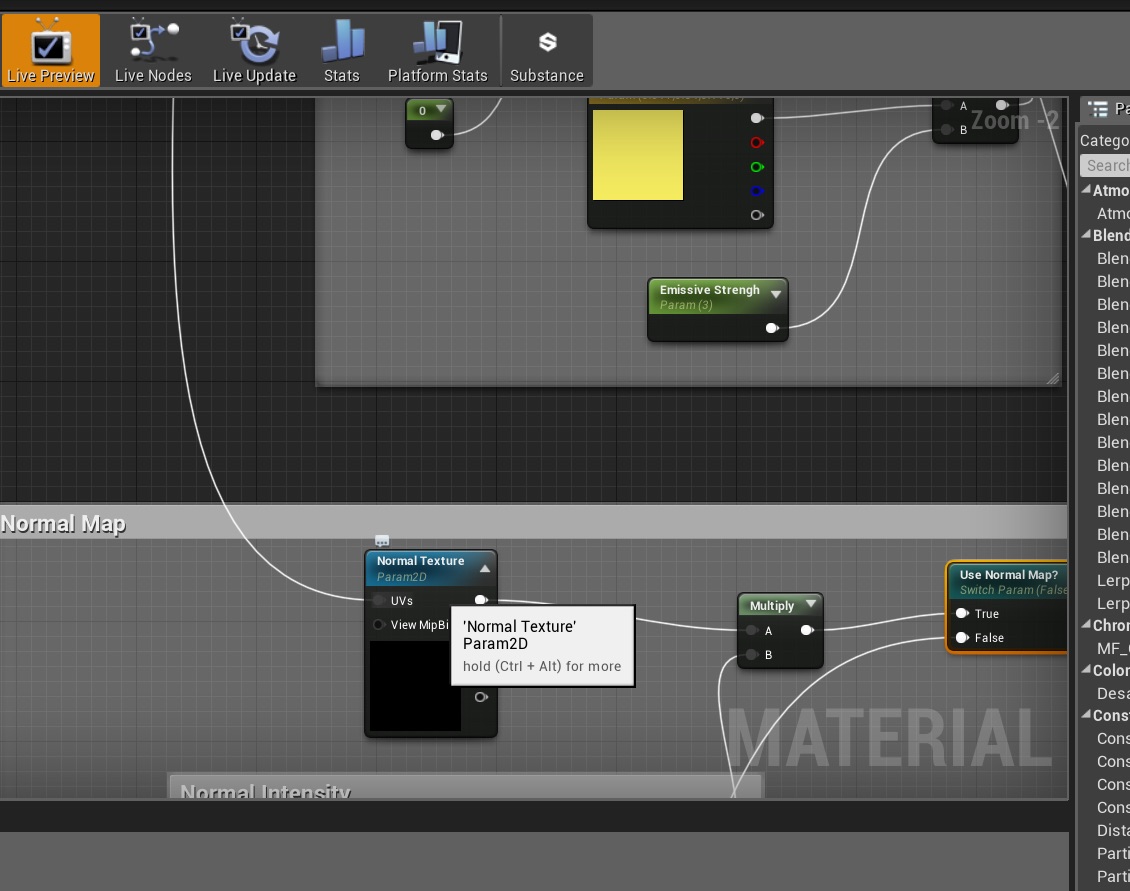 Live Preview
Live Nodes
Live Update
Stats
Platform Stats
Substance
0
A
B
Zoom -2
Emissive Strengh
Param (3)
Normal Map
Normal Texture
Param2D
UVs
View MipBi
'Normal Texture'
Param2D
hold (Ctrl + Alt) for more
Multiply
A
B
Use Normal Map?
Switch Param (False
True
False
MATERIAL
Normal Intensity
Pa
Catego
Search
Atmo
Atmo
Blend
Blen
Blen
Blen
Blen
Blen
Blen
Blen
Blen
Blen
Blen
Blen
Blen
Blen
Blen
Lerp
Lerp
Chro
MF_
Color
Desa
Const
Cons
Cons
Cons
Cons
Dista
Parti
Parti